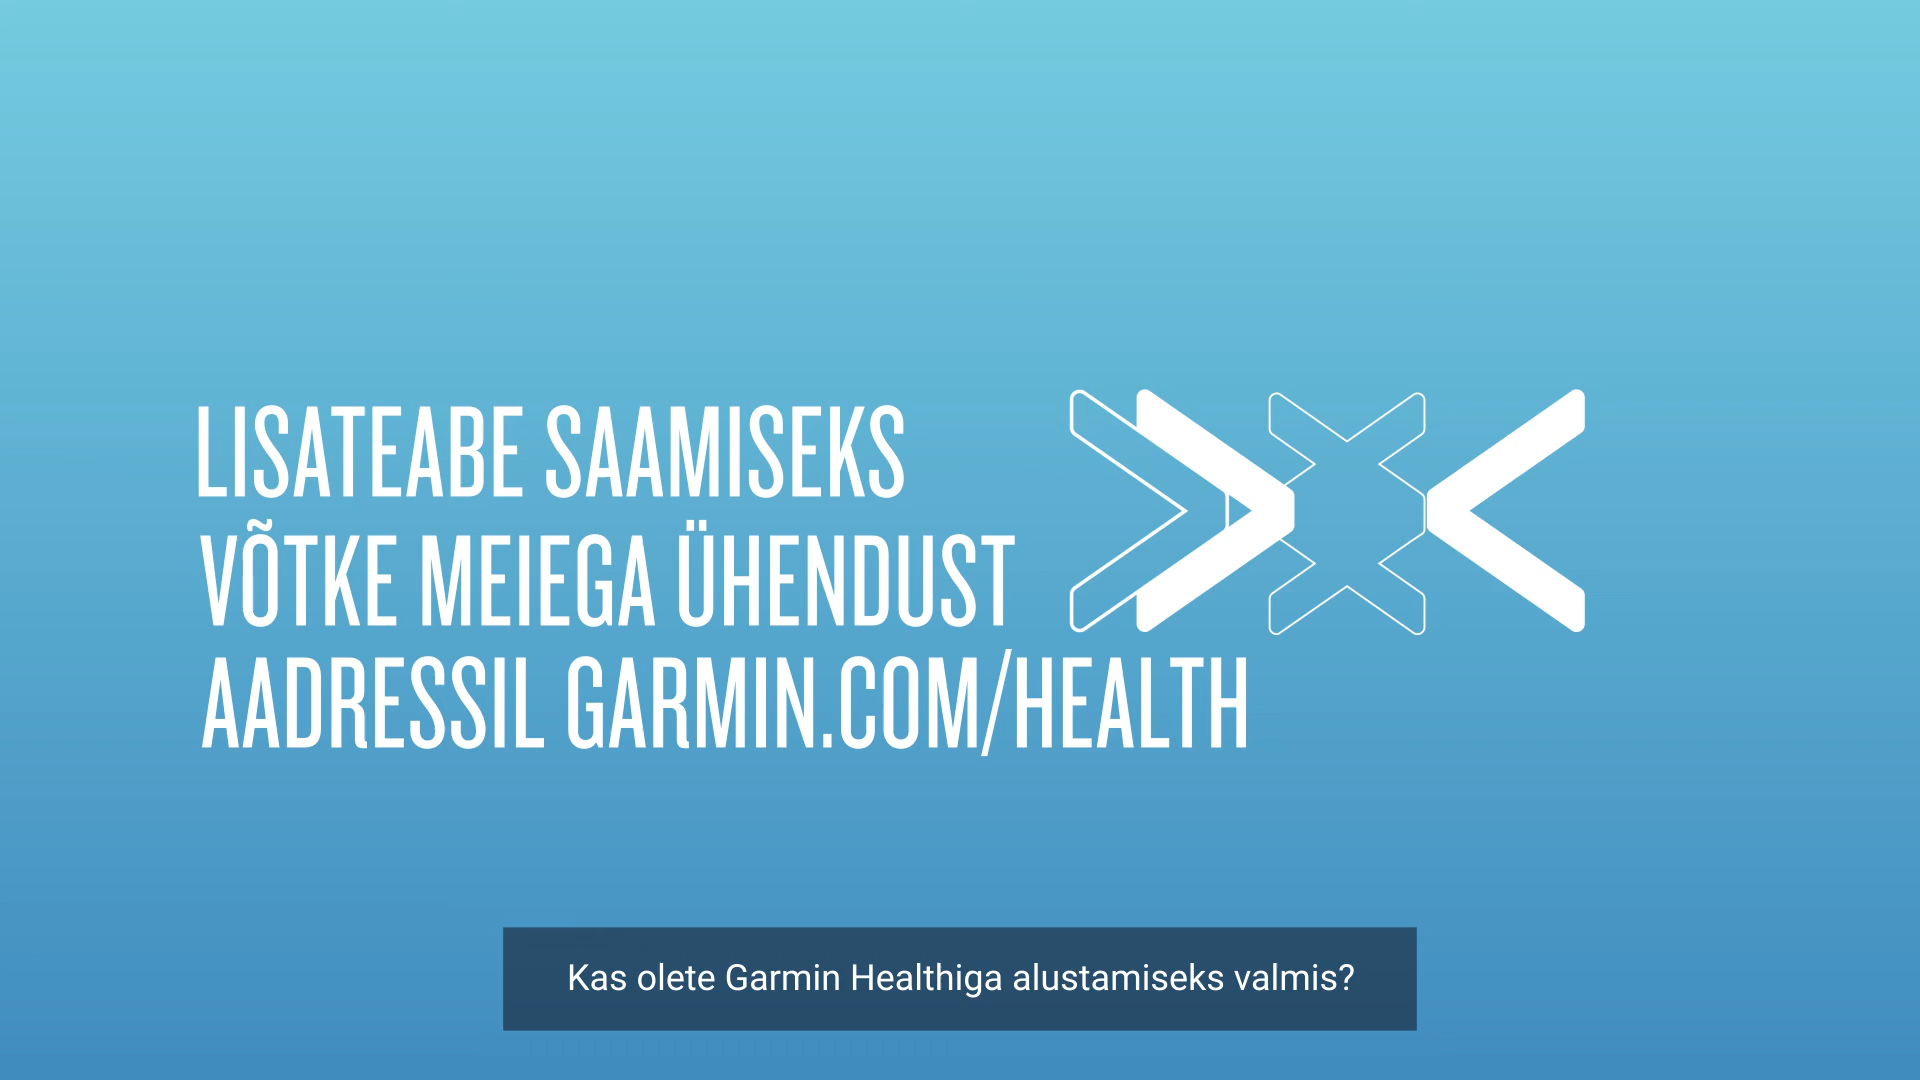 LISATEABE SAAMISEKS
VÕTKE MEIEGA ÜHENDUST
AADRESSIL GARMIN.COM/HEALTH
Kas olete Garmin Healthiga alustamiseks valmis?